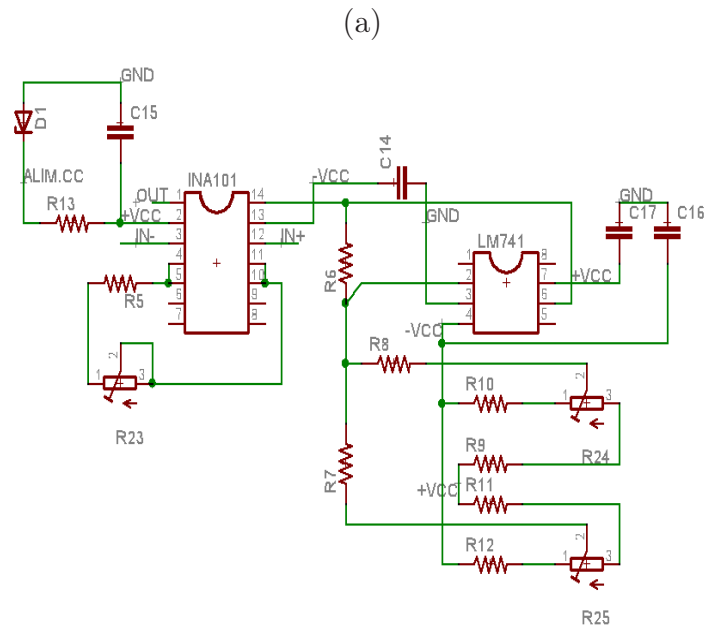 (a)
GND
D1
C15
ALIM.CC
R13
OUT
+VCC
IN-
INA101
1
2
3
4
5
6
7
14
13
12
11
10
9
8
-VCC
IN+
C14
GND
R5
1
2
3
R23
R6
LM741
1
2
3
4
8
7
6
5
+VCC
-VCC
GND
C17
C16
R8
R10
1
2
3
R24
R9
R7
+VCC
R11
R12
1
2
3
R25